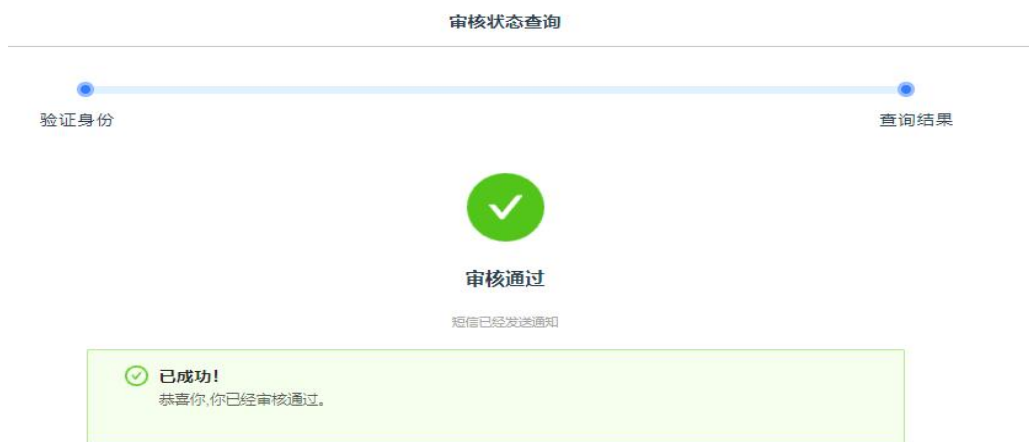 审核状态查询
验证身份
查询结果
审核通过
短信已经发送通知
已成功!
恭喜你,你已经审核通过。